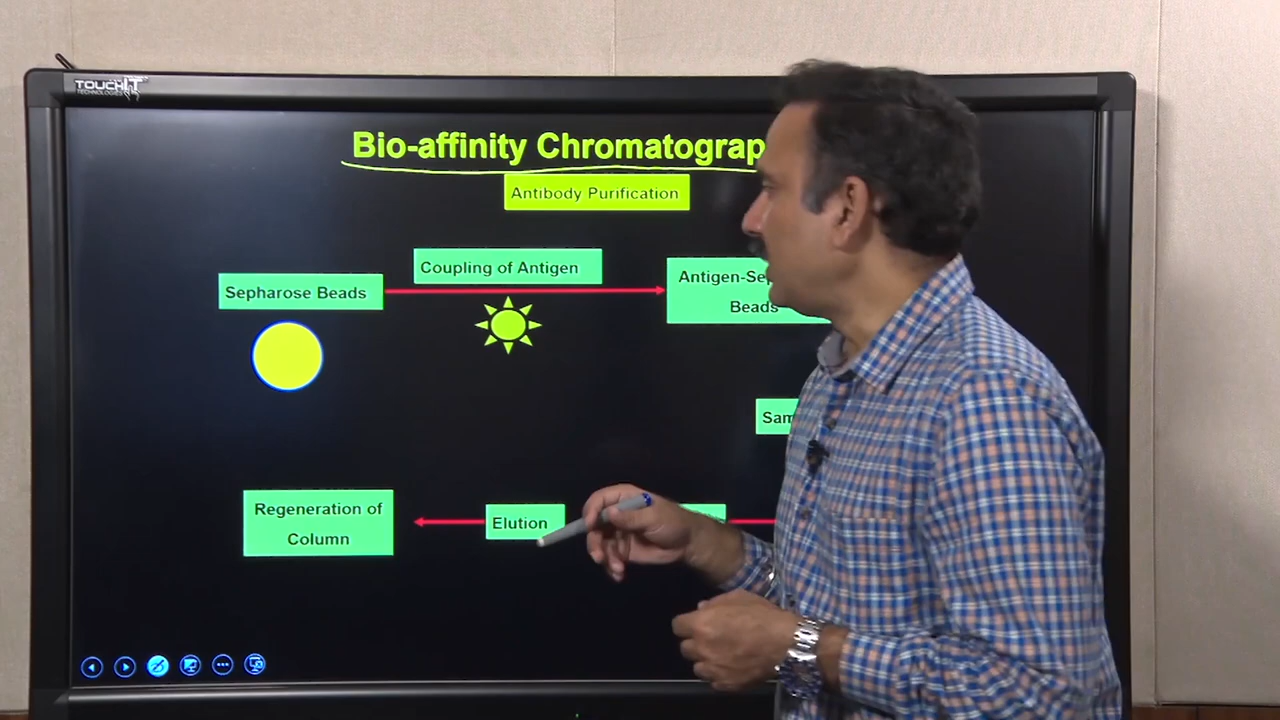 TOUCHIT
TECHNOLOGIES
Bio-affinity Chromatograp
Antibody Purification
Coupling of Antigen
Sepharose Beads
Antigen-Se
Beads
Sam
Regeneration of
Column
Elution